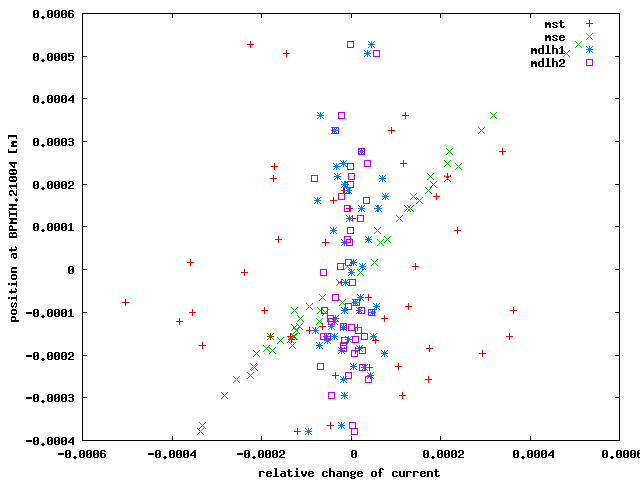 0.0006
0.0005
0.0004
0.0003
0.0002
0.0001
0
-0.0001
-0.0002
-0.0003
-0.0004
position at BPMIH.21004 [m]
mst
mse
mdlh1
mdlh2
-0.0006 -0.0004 -0.0002 0 0.0002 0.0004 0.0006
relative change of current